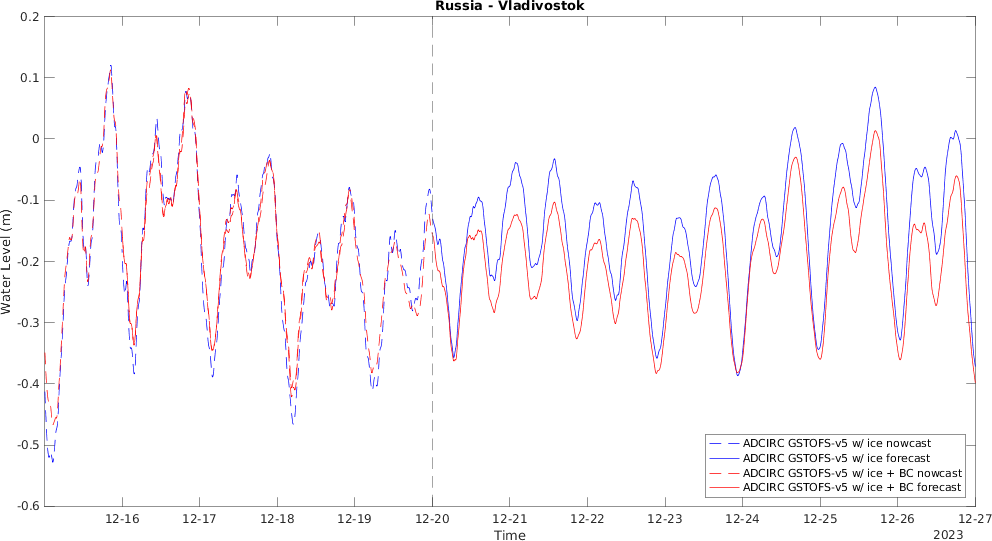 Russia - Vladivostok
0.2
0.1
0
-0.1
-0.2
-0.3
-0.4
-0.5
-0.6
Water Level (m)
ADCIRC GSTOFS-v5 w/ ice nowcast
ADCIRC GSTOFS-v5 w/ ice forecast
ADCIRC GSTOFS-v5 w/ ice + BC nowcast
ADCIRC GSTOFS-v5 w/ ice + BC forecast
12-16 12-17 12-18 12-19 12-20 12-21 12-22 12-23 12-24 12-25 12-26 12-27
Time
2023